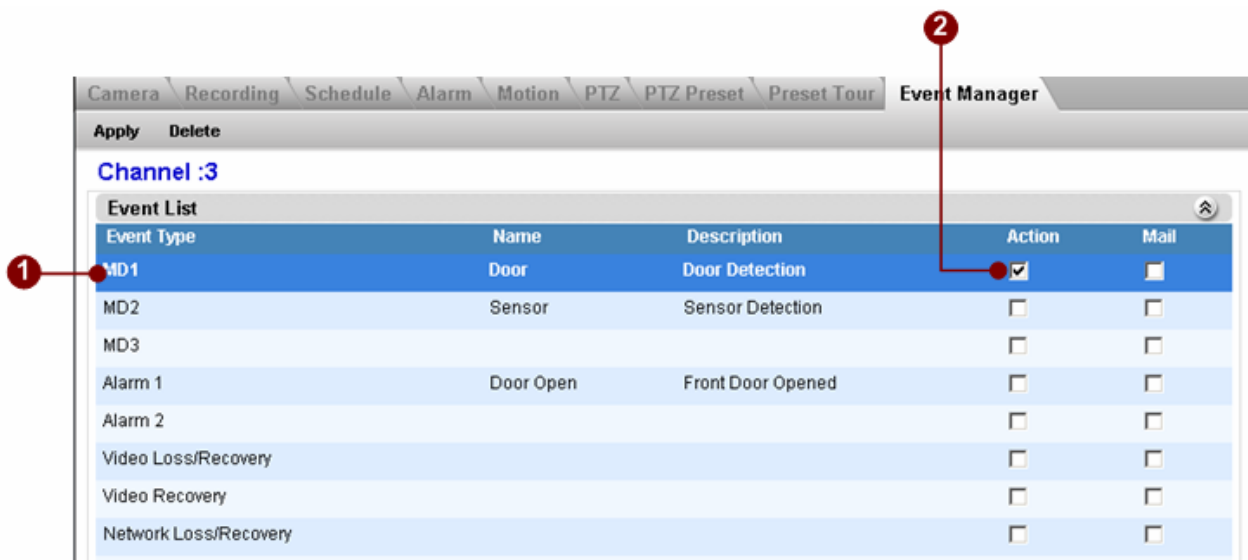 2
Camera Recording Schedule Alarm Motion PTZ PTZ Preset Preset Tour Event Manager
Apply Delete
Channel :3
Event List
Event Type Name Description Action Mail
1
MD1 Door Door Detection
MD2 Sensor Sensor Detection
MD3
Alarm 1 Door Open Front Door Opened
Alarm 2
Video Loss/Recovery
Video Recovery
Network Loss/Recovery